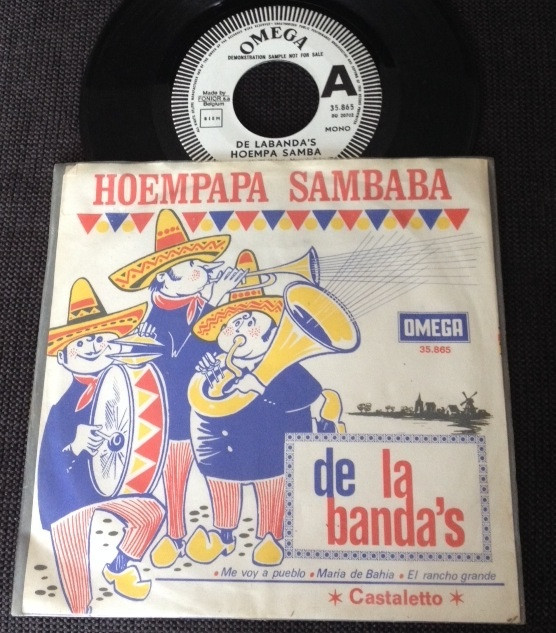 OMEGA
DEMONSTRATION SAMPLE NOT FOR SALE
A
Made by
FONIOR s.a.
Belgium
BIEM
35.865
MONO
DE LABANDA'S
HOEMPA SAMBA
HOEMPAPA SAMBABA
OMEGA
35.865
de la
banda's
• Me voy a pueblo • Maria de Bahia • El rancho grande
* Castaletto *